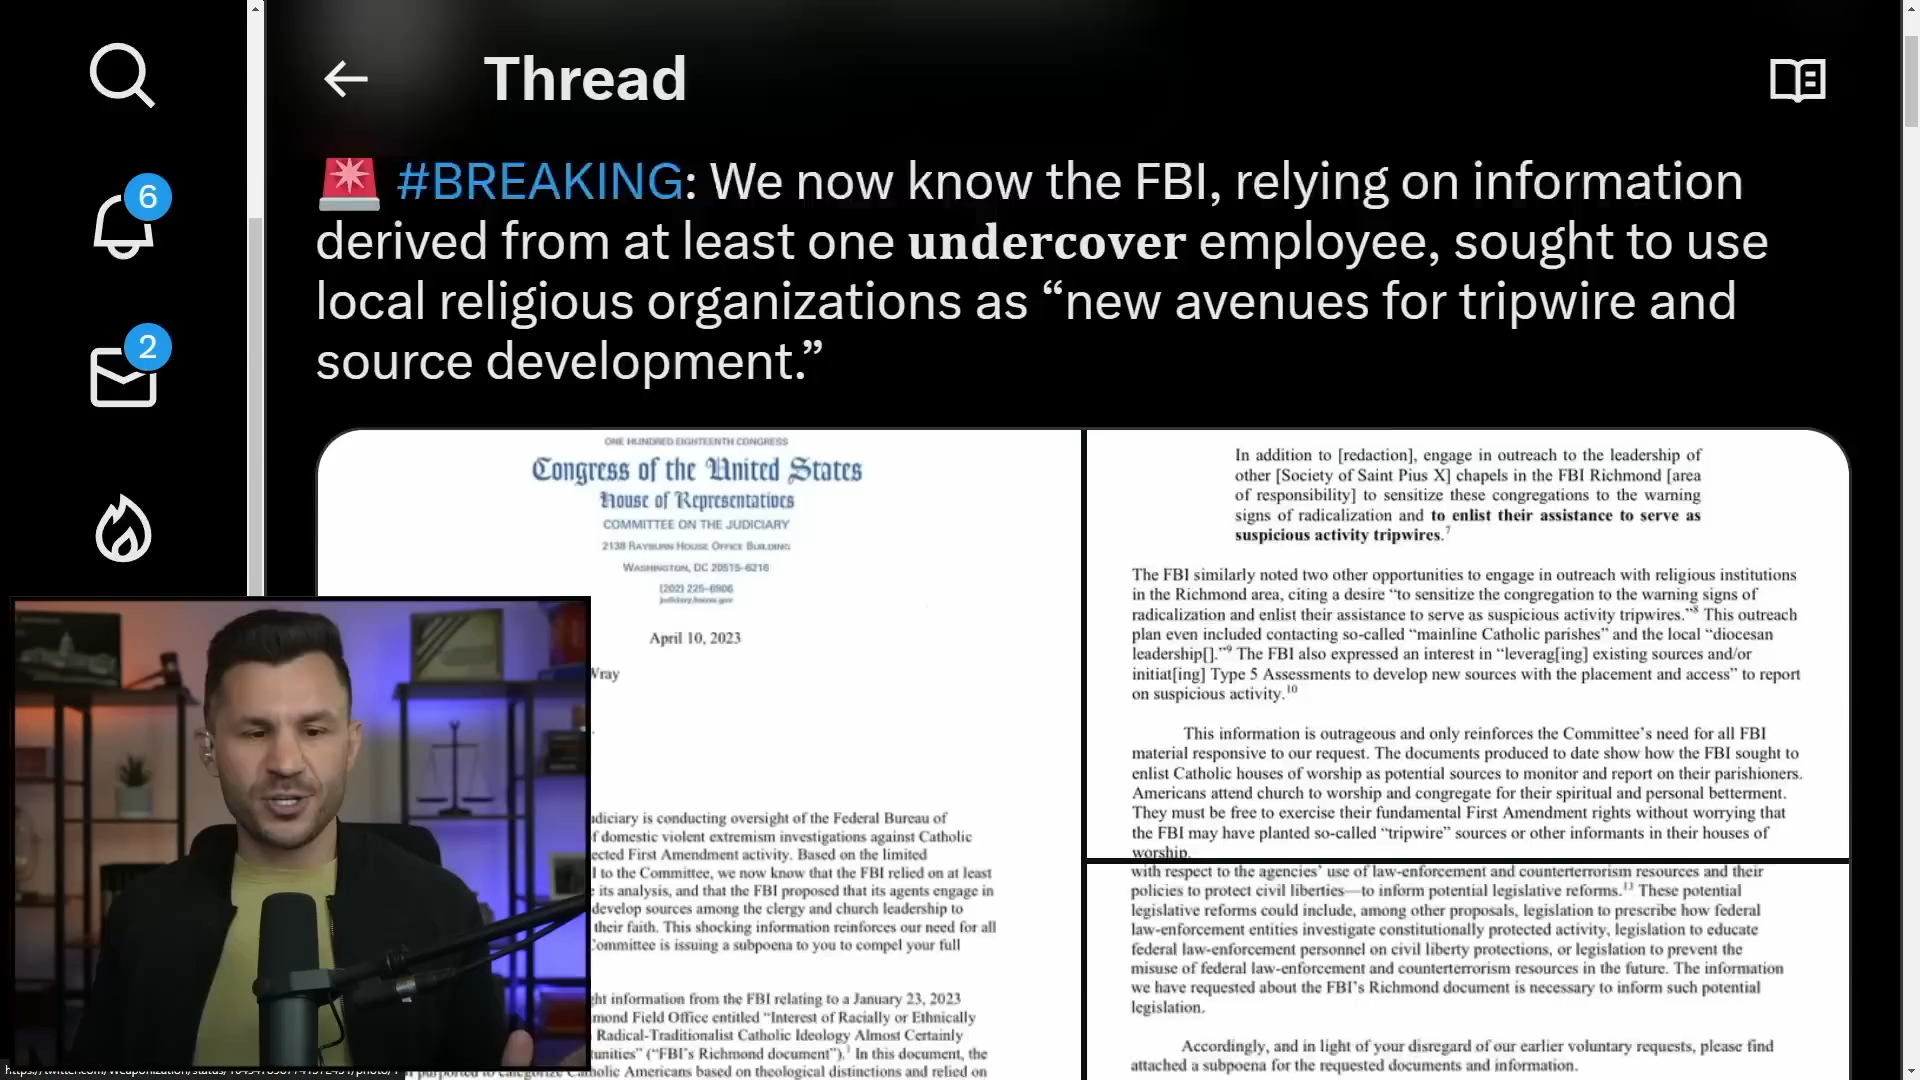 Thread
#BREAKING: We now know the FBI, relying on information
derived from at least one undercover employee, sought to use
local religious organizations as “new avenues for tripwire and
source development.”
6
2
ONE HUNDRED EIGHTEENTH CONGRESS
Congress of the United States
House of Representatives
COMMITTEE ON THE JUDICIARY
2138 RAYBURN HOUSE OFFICE BUILDING
WASHINGTON, DC 20515–6216
(202) 225–6906
judiciary.house.gov
April 10, 2023
Wray
udiciary is conducting oversight of the Federal Bureau of
f domestic violent extremism investigations against Catholic
ected First Amendment activity. Based on the limited
l to the Committee, we now know that the FBI relied on at least
its analysis, and that the FBI proposed that its agents engage in
develop sources among the clergy and church leadership to
their faith. This shocking information reinforces our need for all
Committee is issuing a subpoena to you to compel your full
ght information from the FBI relating to a January 23, 2023
mond Field Office entitled “Interest of Racially or Ethnically
Radical-Traditionalist Catholic Ideology Almost Certainly
tunities” (“FBI’s Richmond document”).¹ In this document, the
purported to categorize Catholic Americans based on theological distinctions and relied on
In addition to [redaction], engage in outreach to the leadership of
other [Society of Saint Pius X] chapels in the FBI Richmond [area
of responsibility] to sensitize these congregations to the warning
signs of radicalization and to enlist their assistance to serve as
suspicious activity tripwires.⁷
The FBI similarly noted two other opportunities to engage in outreach with religious institutions
in the Richmond area, citing a desire “to sensitize the congregation to the warning signs of
radicalization and enlist their assistance to serve as suspicious activity tripwires.”⁸ This outreach
plan even included contacting so-called “mainline Catholic parishes” and the local “diocesan
leadership[].”⁹ The FBI also expressed an interest in “leverag[ing] existing sources and/or
initiat[ing] Type 5 Assessments to develop new sources with the placement and access” to report
on suspicious activity.¹⁰
This information is outrageous and only reinforces the Committee’s need for all FBI
material responsive to our request. The documents produced to date show how the FBI sought to
enlist Catholic houses of worship as potential sources to monitor and report on their parishioners.
Americans attend church to worship and congregate for their spiritual and personal betterment.
They must be free to exercise their fundamental First Amendment rights without worrying that
the FBI may have planted so-called “tripwire” sources or other informants in their houses of
worship.
with respect to the agencies’ use of law-enforcement and counterterrorism resources and their
policies to protect civil liberties—to inform potential legislative reforms.¹³ These potential
legislative reforms could include, among other proposals, legislation to prescribe how federal
law-enforcement entities investigate constitutionally protected activity, legislation to educate
federal law-enforcement personnel on civil liberty protections, or legislation to prevent the
misuse of federal law-enforcement and counterterrorism resources in the future. The information
we have requested about the FBI’s Richmond document is necessary to inform such potential
legislation.
Accordingly, and in light of your disregard of our earlier voluntary requests, please find
attached a subpoena for the requested documents and information.